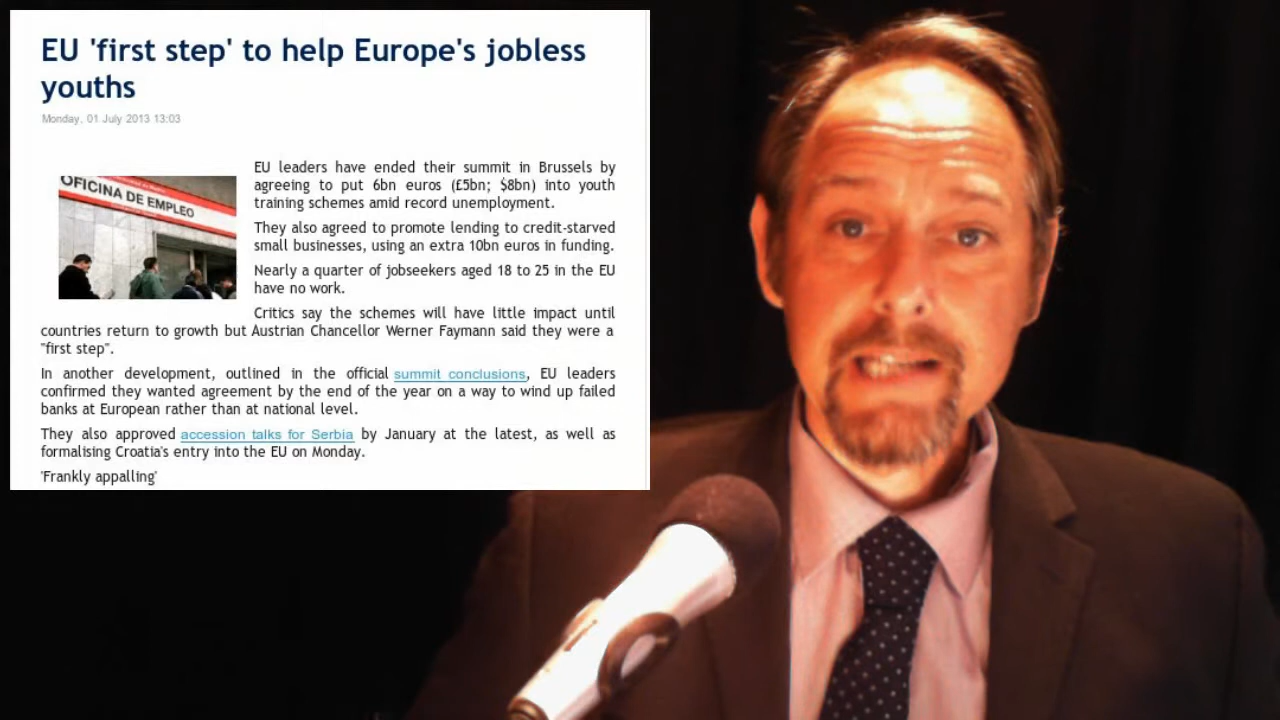 EU 'first step' to help Europe's jobless
youths
Monday, 01 July 2013 13:03
OFICINA DE EMPLEO
EU leaders have ended their summit in Brussels by
agreeing to put 6bn euros (£5bn; $8bn) into youth
training schemes amid record unemployment.
They also agreed to promote lending to credit-starved
small businesses, using an extra 10bn euros in funding.
Nearly a quarter of jobseekers aged 18 to 25 in the EU
have no work.
Critics say the schemes will have little impact until
countries return to growth but Austrian Chancellor Werner Faymann said they were a
"first step".
In another development, outlined in the official summit conclusions, EU leaders
confirmed they wanted agreement by the end of the year on a way to wind up failed
banks at European rather than at national level.
They also approved accession talks for Serbia by January at the latest, as well as
formalising Croatia's entry into the EU on Monday.
'Frankly appalling'